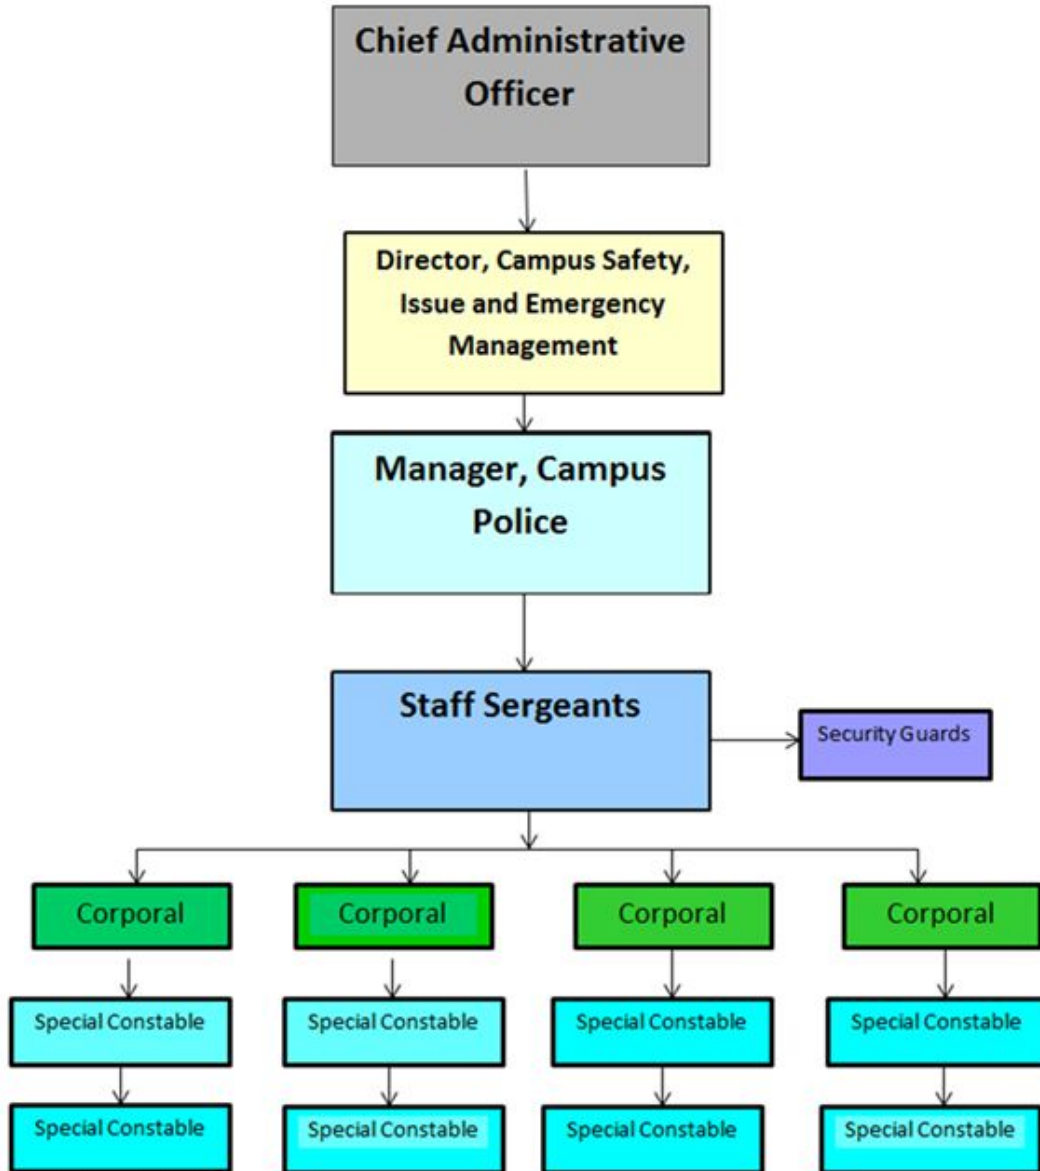 Chief Administrative
Officer
Director, Campus Safety,
Issue and Emergency
Management
Manager, Campus
Police
Staff Sergeants
Security Guards
Corporal
Corporal
Corporal
Corporal
Special Constable
Special Constable
Special Constable
Special Constable
Special Constable
Special Constable
Special Constable
Special Constable